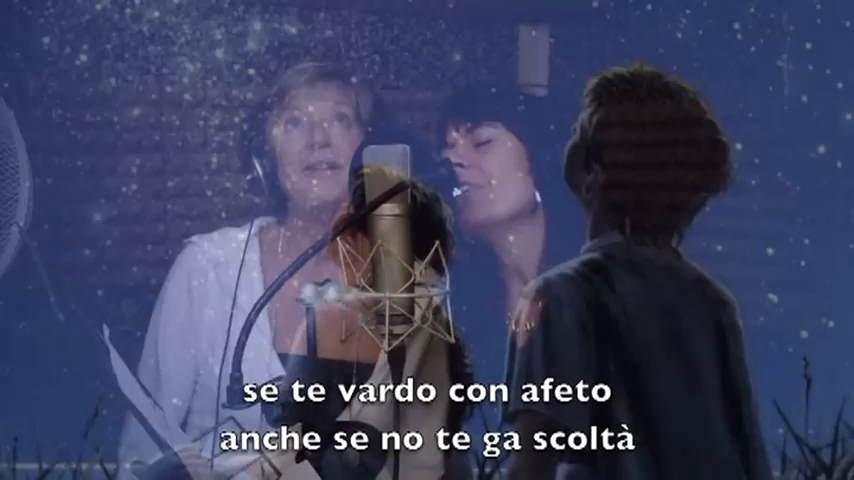 se te vardo con afeto
anche se no te ga scoltà